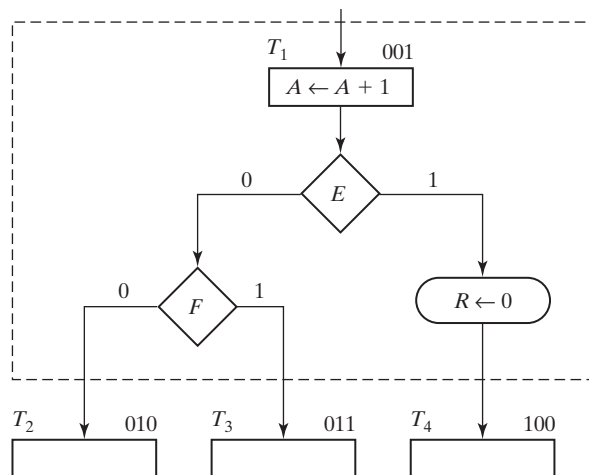 T₁ 001
A ← A + 1
0 E 1
0 F 1 R ← 0
T₂ 010 T₃ 011 T₄ 100